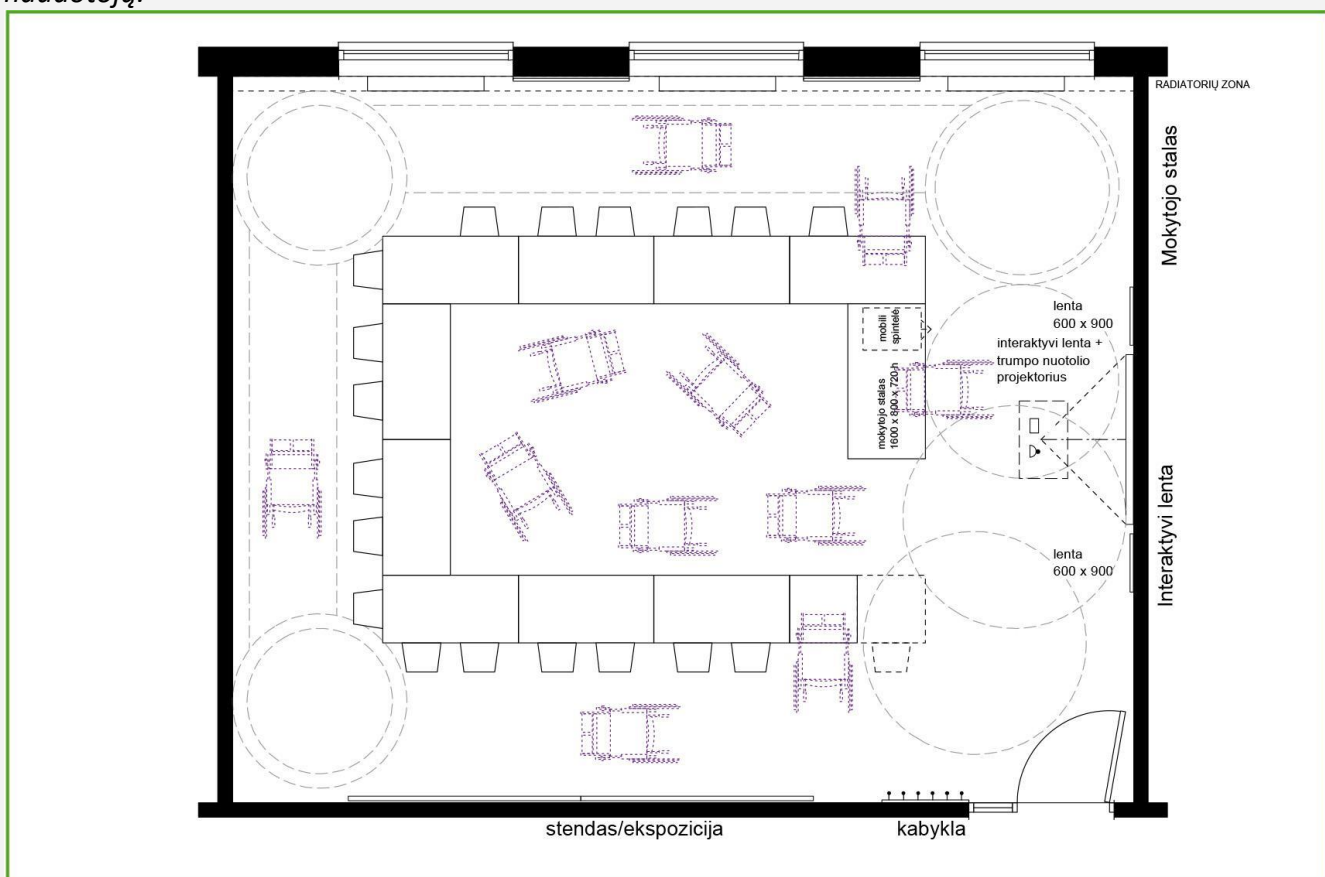 naudotojų.
RADIATORIŲ ZONA
Mokytojo stalas
lenta
600 x 900
interaktyvi lenta +
trumpo nuotolio
projektorius
mobili
spintelė
mokytojo stalas
1600 x 800 x 720-h
Interaktyvi lenta
lenta
600 x 900
stendas/ekspozicija
kabykla